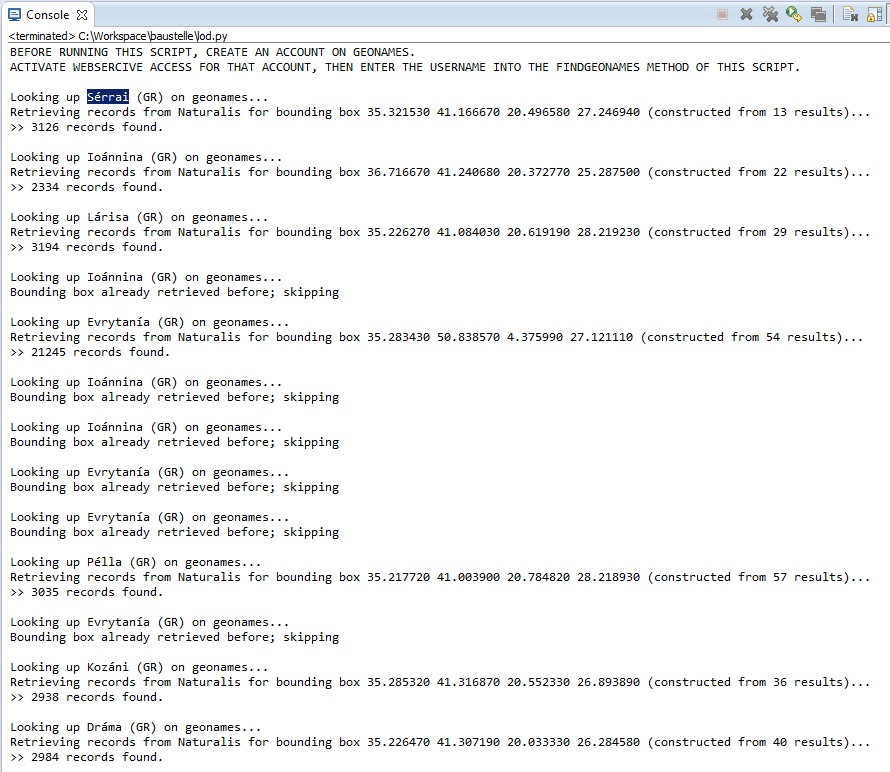 Console
<terminated> C:\Workspace\baustelle\lod.py
BEFORE RUNNING THIS SCRIPT, CREATE AN ACCOUNT ON GEONAMES.
ACTIVATE WEBSERCIVE ACCESS FOR THAT ACCOUNT, THEN ENTER THE USERNAME INTO THE FINDGEONAMES METHOD OF THIS SCRIPT.
Looking up Sérrai (GR) on geonames...
Retrieving records from Naturalis for bounding box 35.321530 41.166670 20.496580 27.246940 (constructed from 13 results)...
>> 3126 records found.
Looking up Ioánnina (GR) on geonames...
Retrieving records from Naturalis for bounding box 36.716670 41.240680 20.372770 25.287500 (constructed from 22 results)...
>> 2334 records found.
Looking up Lárisa (GR) on geonames...
Retrieving records from Naturalis for bounding box 35.226270 41.084030 20.619190 28.219230 (constructed from 29 results)...
>> 3194 records found.
Looking up Ioánnina (GR) on geonames...
Bounding box already retrieved before; skipping
Looking up Evrytanía (GR) on geonames...
Retrieving records from Naturalis for bounding box 35.283430 50.838570 4.375990 27.121110 (constructed from 54 results)...
>> 21245 records found.
Looking up Ioánnina (GR) on geonames...
Bounding box already retrieved before; skipping
Looking up Ioánnina (GR) on geonames...
Bounding box already retrieved before; skipping
Looking up Evrytanía (GR) on geonames...
Bounding box already retrieved before; skipping
Looking up Evrytanía (GR) on geonames...
Bounding box already retrieved before; skipping
Looking up Pélla (GR) on geonames...
Retrieving records from Naturalis for bounding box 35.217720 41.003900 20.784820 28.218930 (constructed from 57 results)...
>> 3035 records found.
Looking up Evrytanía (GR) on geonames...
Bounding box already retrieved before; skipping
Looking up Kozáni (GR) on geonames...
Retrieving records from Naturalis for bounding box 35.285320 41.316870 20.552330 26.893890 (constructed from 36 results)...
>> 2938 records found.
Looking up Dráma (GR) on geonames...
Retrieving records from Naturalis for bounding box 35.226470 41.307190 20.033330 26.284580 (constructed from 40 results)...
>> 2984 records found.